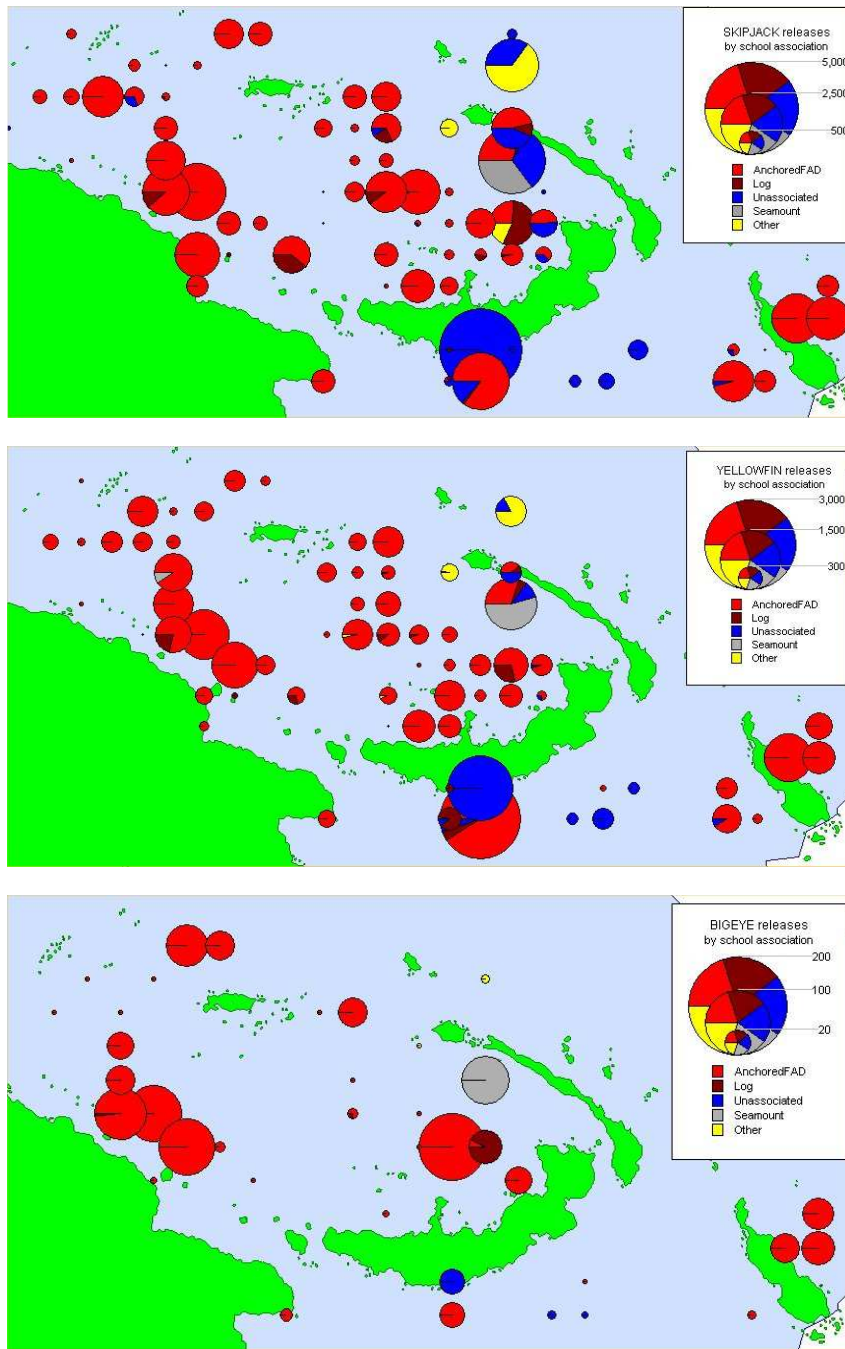 SKIPJACK releases
by school association
5,000
2,500
500
AnchoredFAD
Log
Unassociated
Seamount
Other
YELLOWFIN releases
by school association
3,000
1,500
300
AnchoredFAD
Log
Unassociated
Seamount
Other
BIGEYE releases
by school association
200
100
20
AnchoredFAD
Log
Unassociated
Seamount
Other